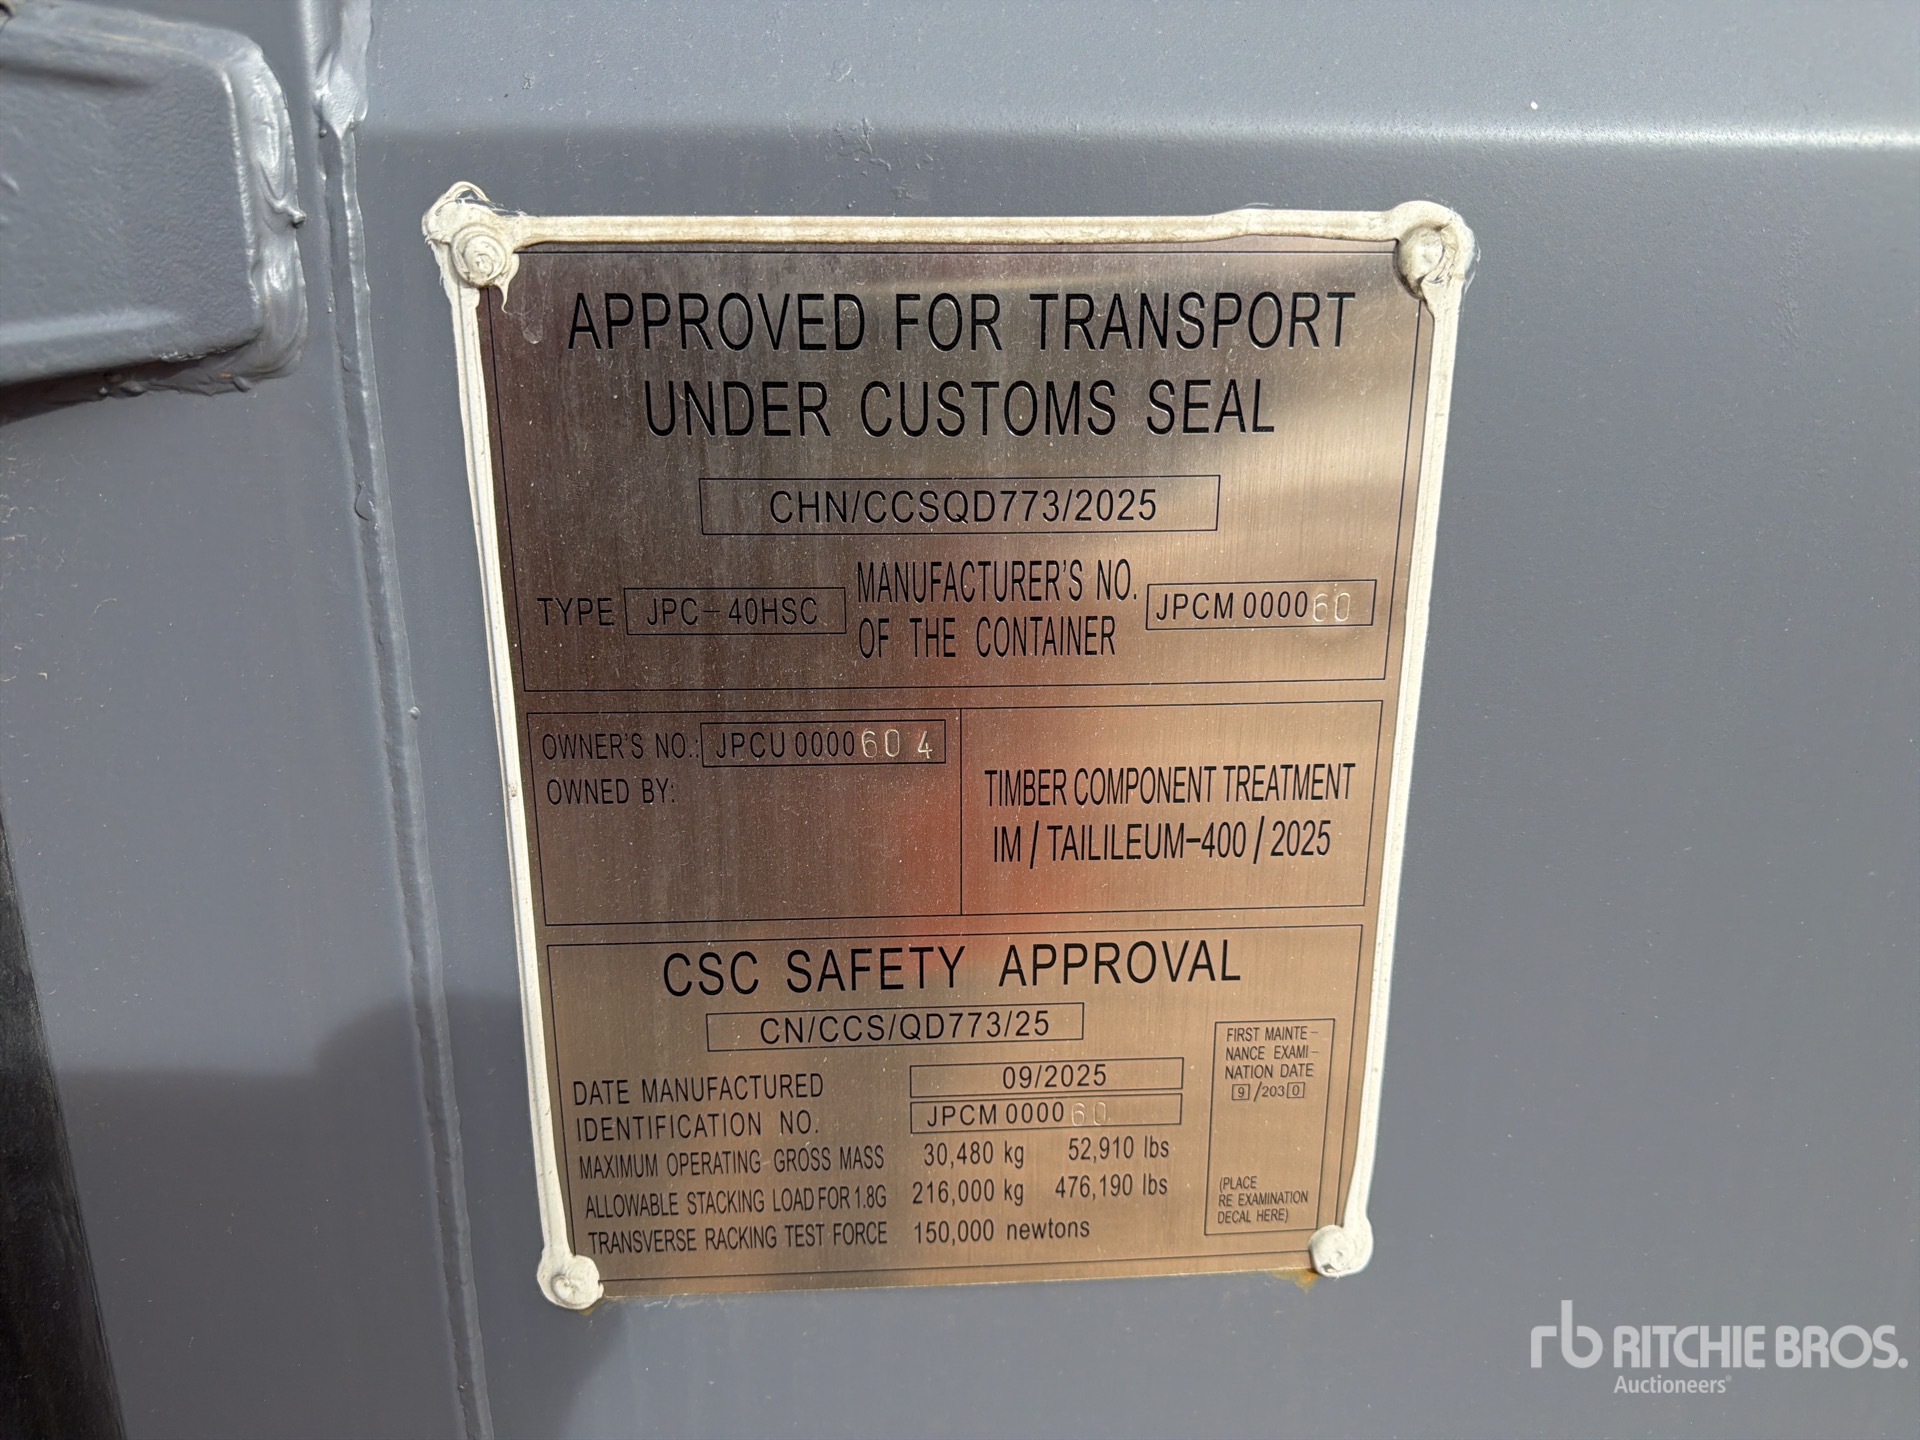 APPROVED FOR TRANSPORT
UNDER CUSTOMS SEAL
CHN/CCSQD773/2025
TYPE JPC-40HSC MANUFACTURER'S NO. OF THE CONTAINER JPCM 000060
OWNER'S NO.: JPCU 0000604
OWNED BY:
TIMBER COMPONENT TREATMENT
IM/TAILILEUM-400/2025
CSC SAFETY APPROVAL
CN/CCS/QD773/25
DATE MANUFACTURED 09/2025
IDENTIFICATION NO. JPCM 000060
MAXIMUM OPERATING GROSS MASS 30,480 kg 52,910 lbs
ALLOWABLE STACKING LOAD FOR 1.8G 216,000 kg 476,190 lbs
TRANSVERSE RACKING TEST FORCE 150,000 newtons
FIRST MAINTE-
NANCE EXAMI-
NATION DATE
9/2030
(PLACE
RE EXAMINATION
DECAL HERE)
rb RITCHIE BROS.
Auctioneers